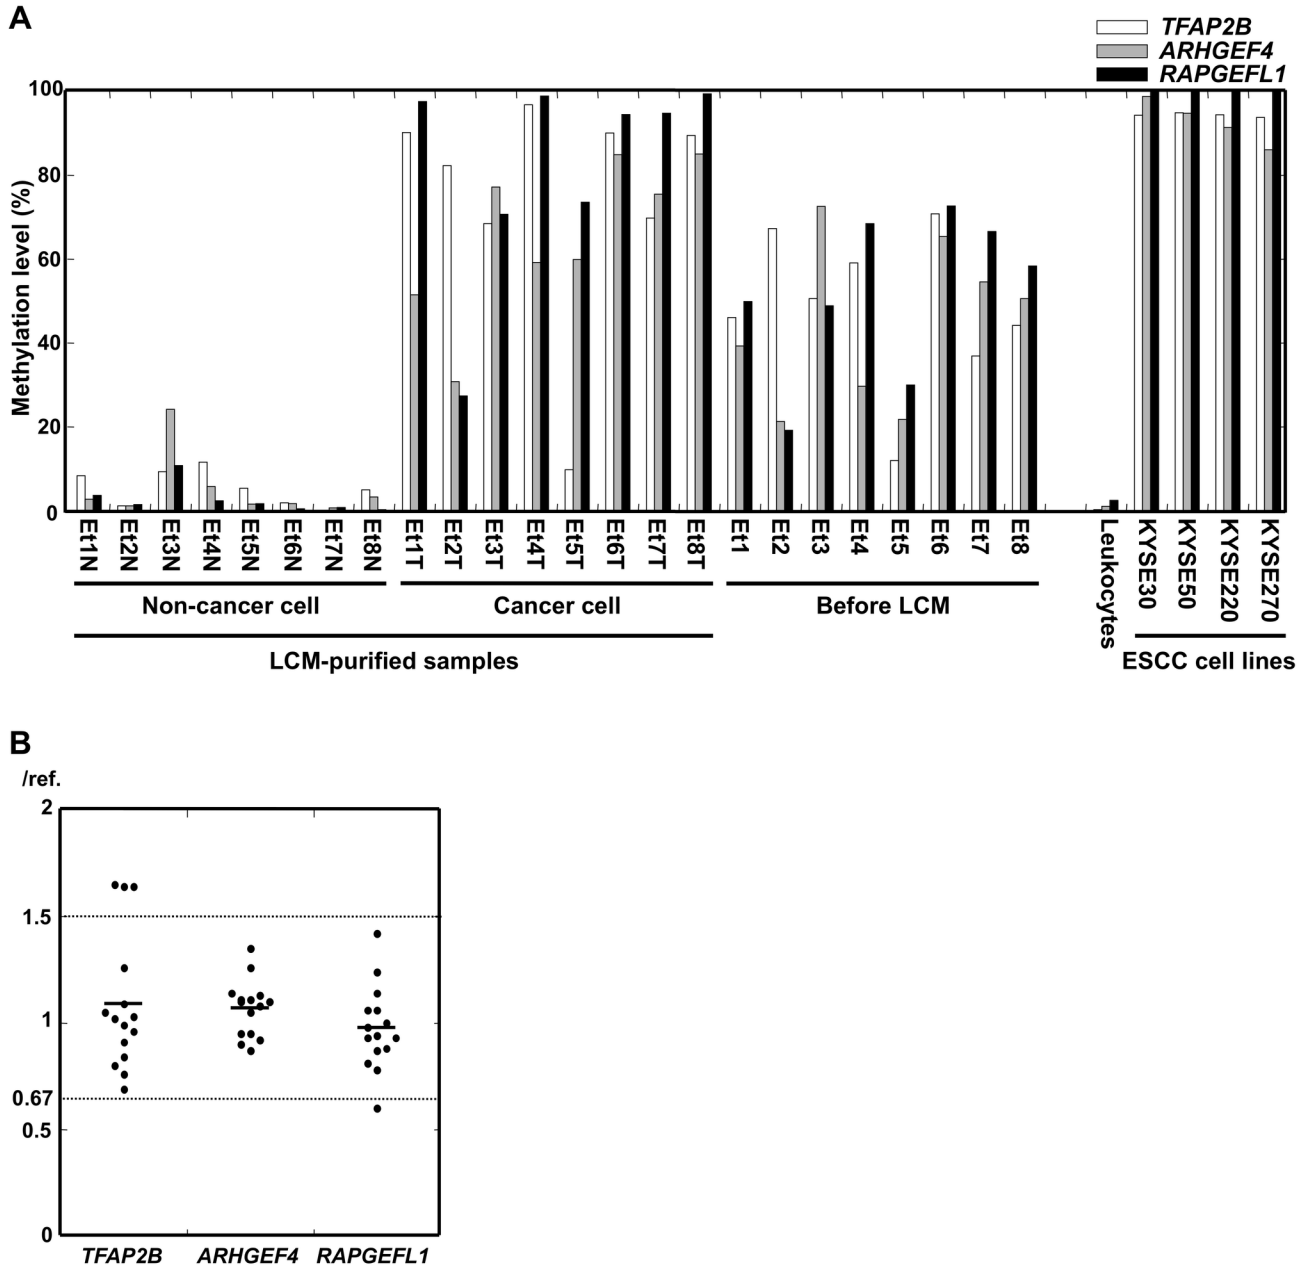 A
TFAP2B
ARHGEF4
RAPGEFL1
Methylation level (%)
100
80
60
40
20
0
Et1N Et2N Et3N Et4N Et5N Et6N Et7N Et8N Et1T Et2T Et3T Et4T Et5T Et6T Et7T Et8T Et1 Et2 Et3 Et4 Et5 Et6 Et7 Et8 Leukocytes KYSE30 KYSE50 KYSE220 KYSE270
Non-cancer cell Cancer cell Before LCM
LCM-purified samples ESCC cell lines
B
/ref.
2
1.5
1
0.67
0.5
0
TFAP2B ARHGEF4 RAPGEFL1